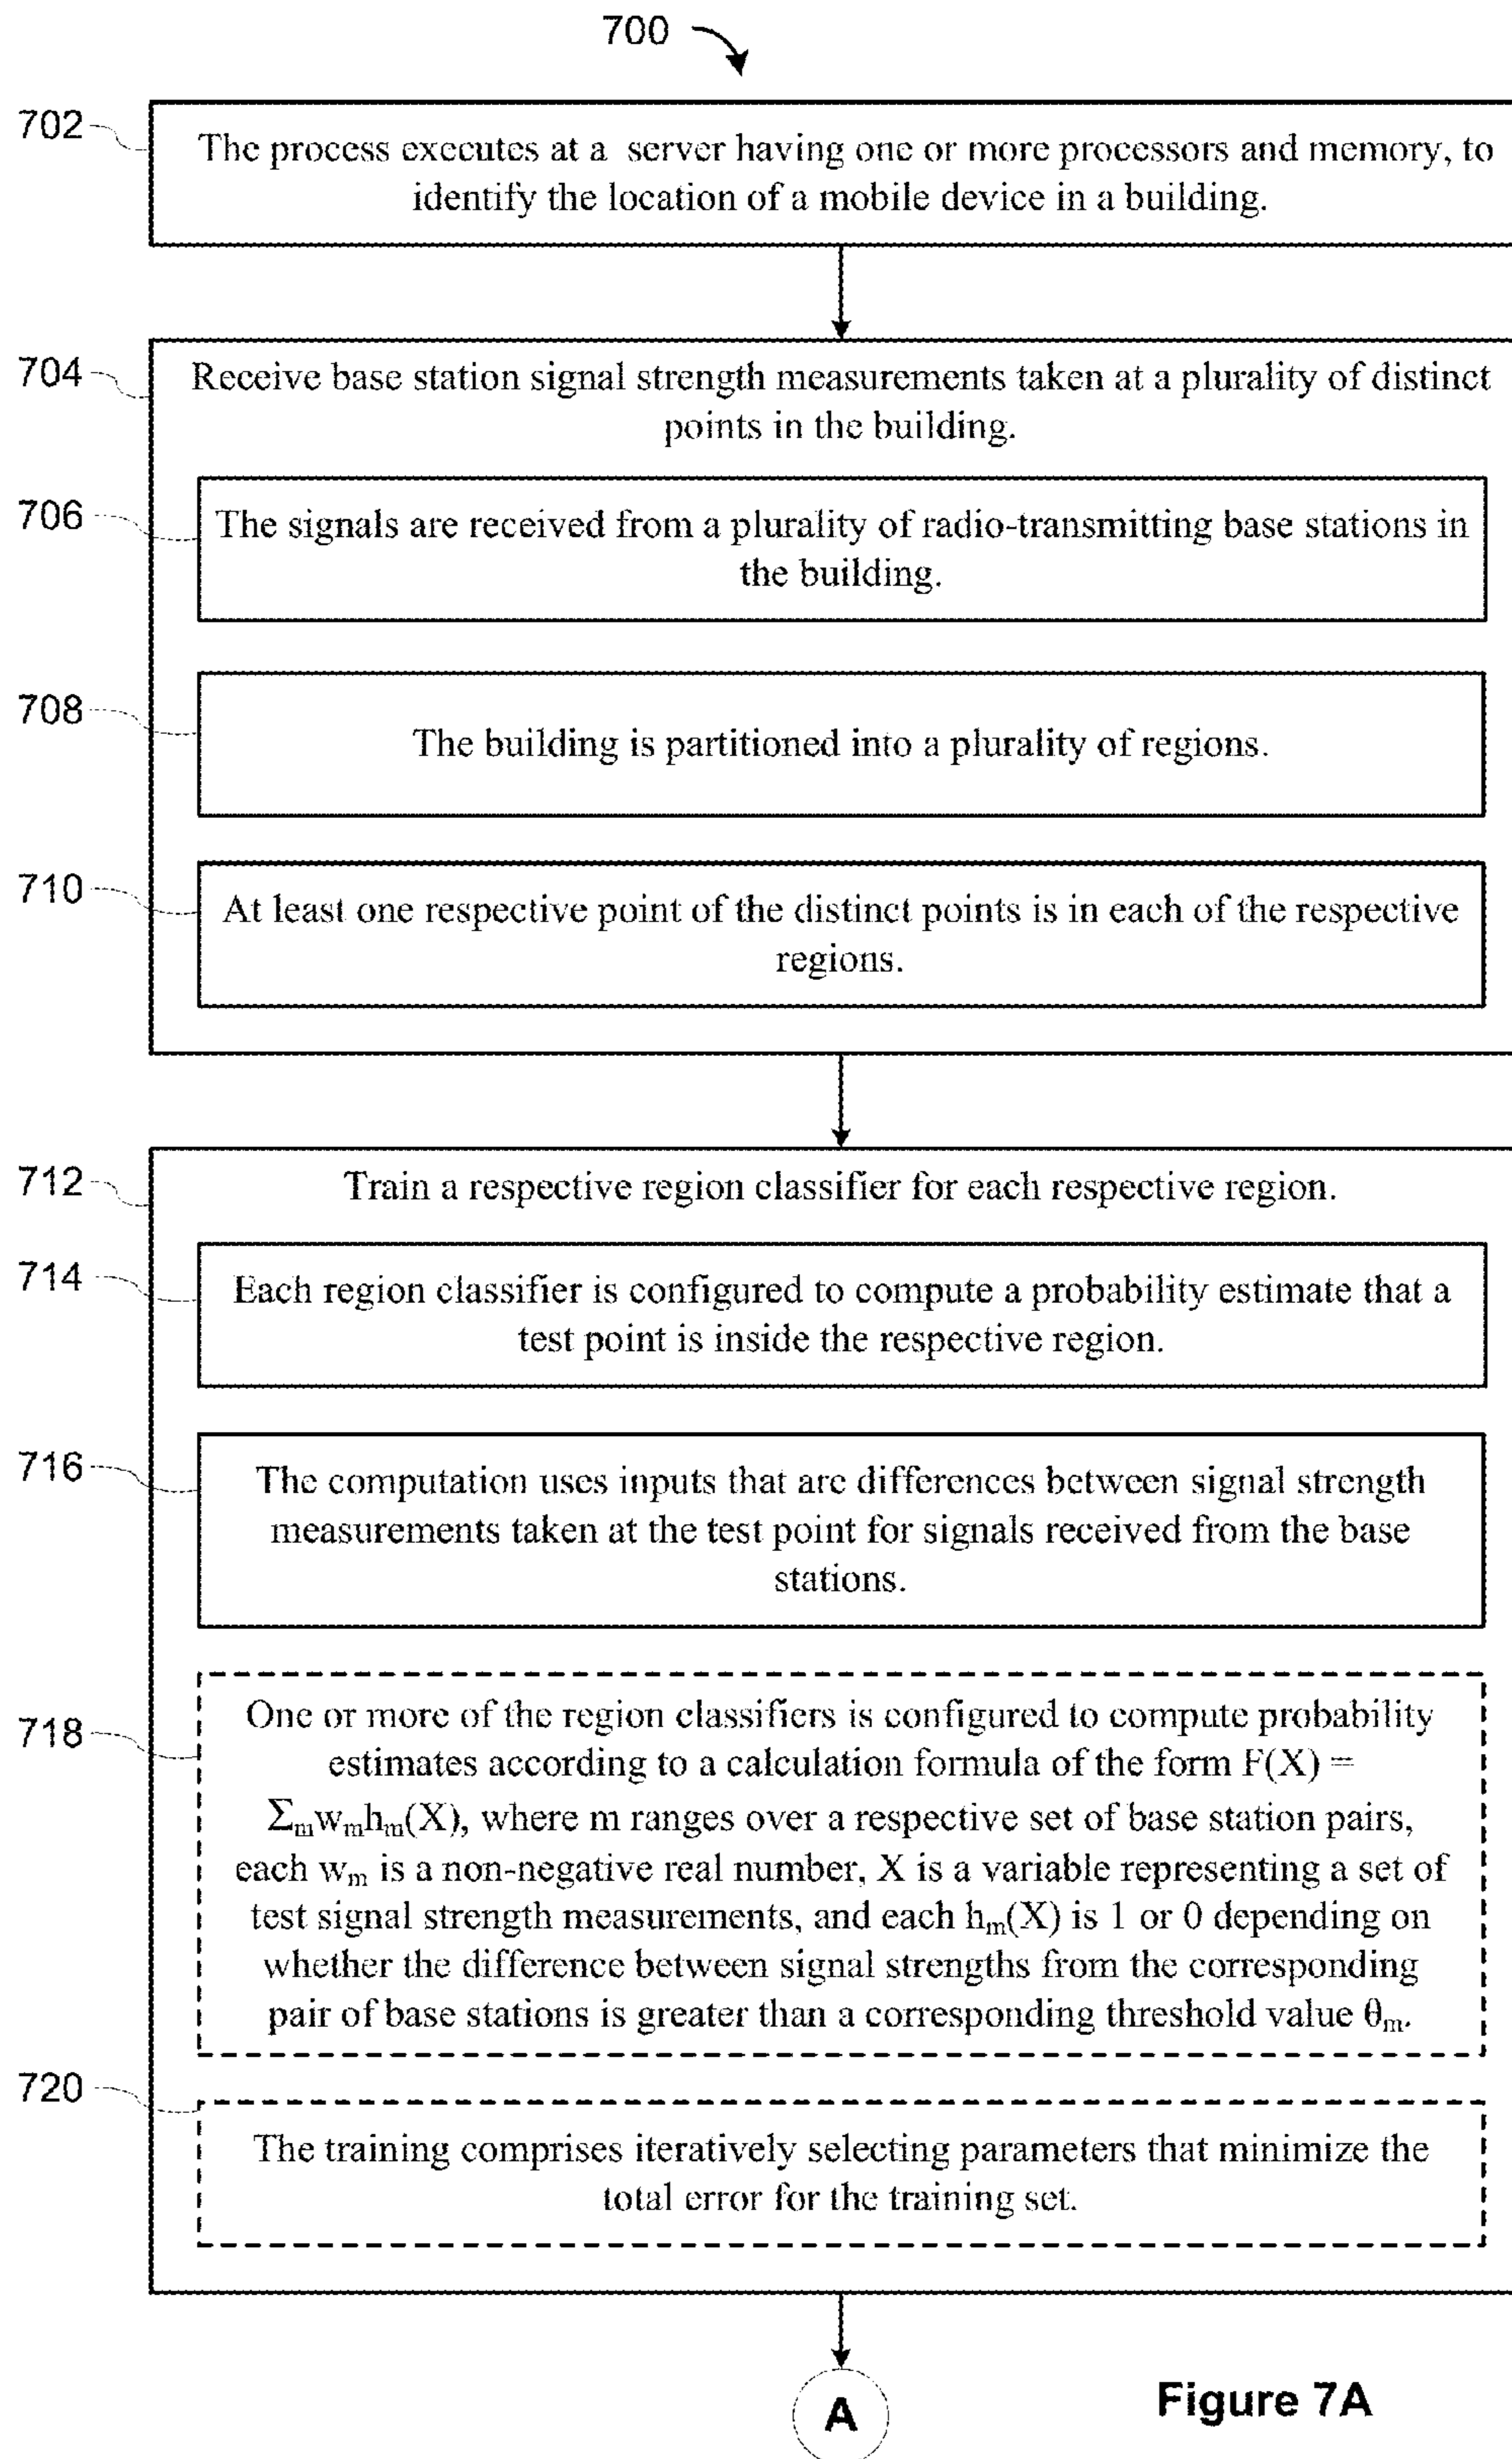 700
702
The process executes at a server having one or more processors and memory, to
identify the location of a mobile device in a building.
704
Receive base station signal strength measurements taken at a plurality of distinct
points in the building.
706
The signals are received from a plurality of radio-transmitting base stations in
the building.
708
The building is partitioned into a plurality of regions.
710
At least one respective point of the distinct points is in each of the respective
regions.
712
Train a respective region classifier for each respective region.
714
Each region classifier is configured to compute a probability estimate that a
test point is inside the respective region.
716
The computation uses inputs that are differences between signal strength
measurements taken at the test point for signals received from the base
stations.
718
One or more of the region classifiers is configured to compute probability
estimates according to a calculation formula of the form F(X) =
Σₘwₘhₘ(X), where m ranges over a respective set of base station pairs,
each wₘ is a non-negative real number, X is a variable representing a set of
test signal strength measurements, and each hₘ(X) is 1 or 0 depending on
whether the difference between signal strengths from the corresponding
pair of base stations is greater than a corresponding threshold value θₘ.
720
The training comprises iteratively selecting parameters that minimize the
total error for the training set.
A
Figure 7A